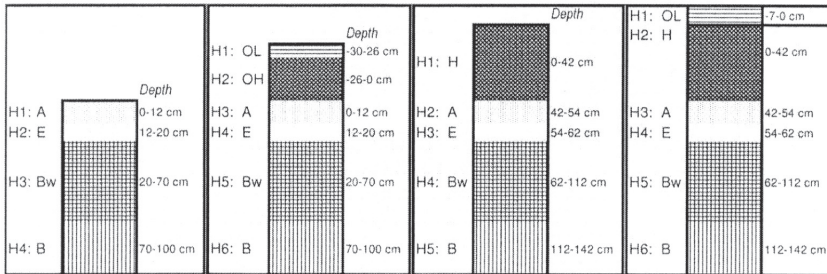 Depth
H1: A 0-12 cm
H2: E 12-20 cm
H3: Bw 20-70 cm
H4: B 70-100 cm
Depth
H1: OL -30-26 cm
H2: OH -26-0 cm
H3: A 0-12 cm
H4: E 12-20 cm
H5: Bw 20-70 cm
H6: B 70-100 cm
Depth
H1: H 0-42 cm
H2: A 42-54 cm
H3: E 54-62 cm
H4: Bw 62-112 cm
H5: B 112-142 cm
H1: OL -7-0 cm
H2: H 0-42 cm
H3: A 42-54 cm
H4: E 54-62 cm
H5: Bw 62-112 cm
H6: B 112-142 cm